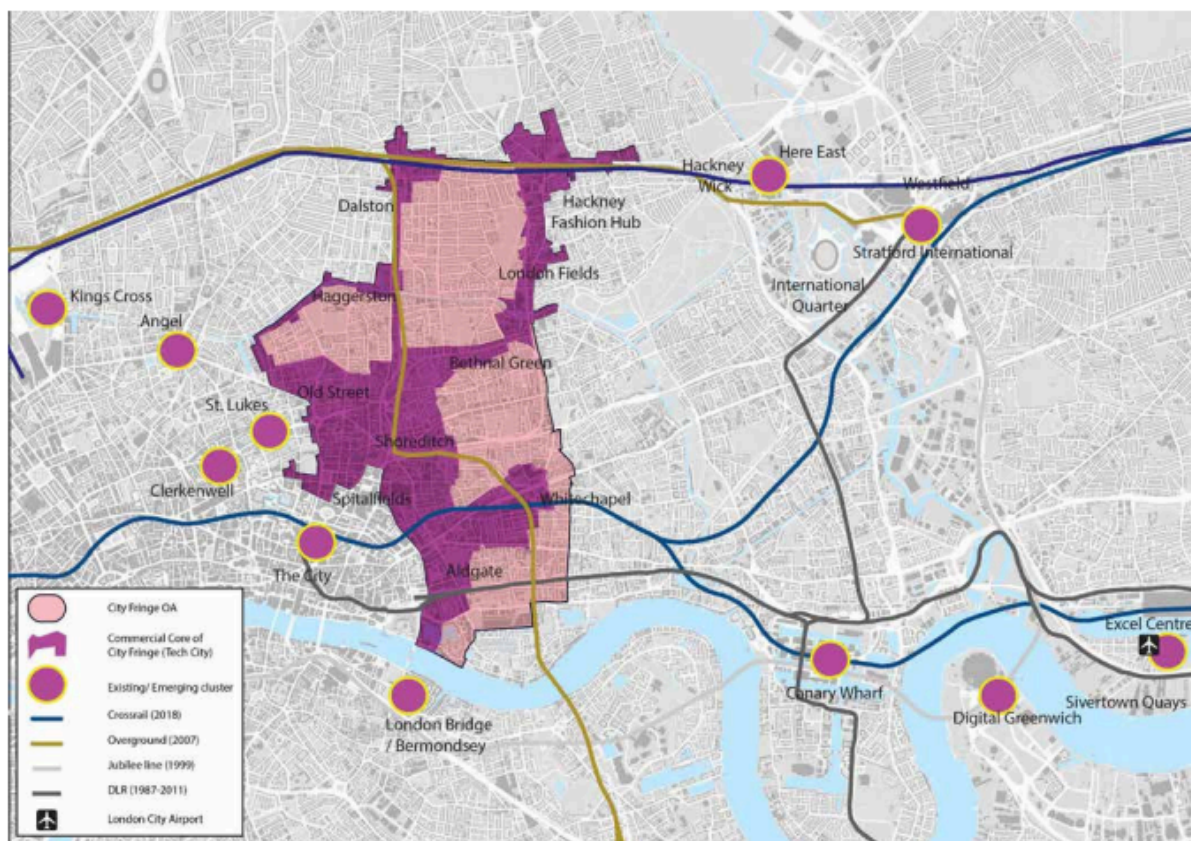 Here East
Hackney
Wick
Westfield
Dalston
Hackney
Fashion Hub
Stratford International
London Fields
International
Quarter
Kings Cross
Haggerston
Angel
Bethnal Green
Old Street
St. Lukes
Shoreditch
Clerkenwell
Spitalfields
Whitechapel
The City
Aldgate
Excel Centre
Canary Wharf
Sivertown Quays
Digital Greenwich
London Bridge
/ Bermondsey
City Fringe OA
Commercial Core of
City Fringe (Tech City)
Existing/ Emerging cluster
Crossrail (2018)
Overground (2007)
Jubilee line (1999)
DLR (1987-2011)
London City Airport